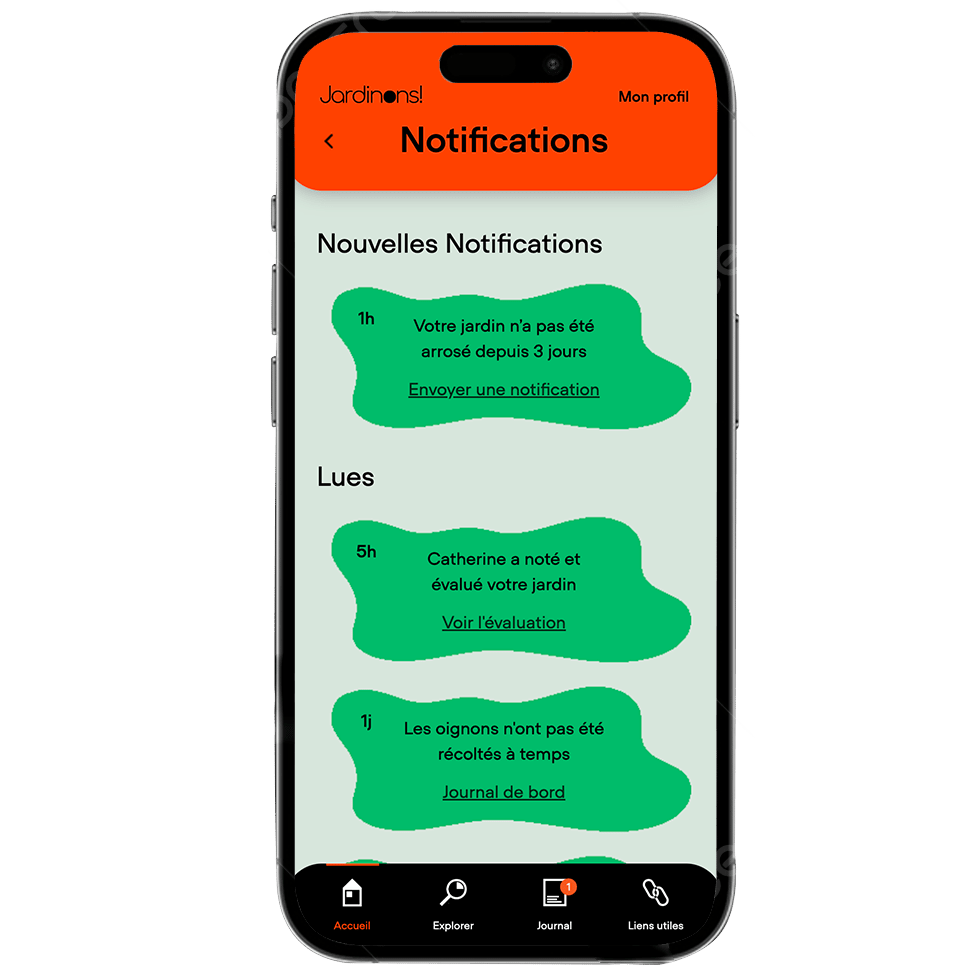 Jardinons!
Mon profil
Notifications
Nouvelles Notifications
1h
Votre jardin n'a pas été
arrosé depuis 3 jours
Envoyer une notification
Lues
5h
Catherine a noté et
évalué votre jardin
Voir l'évaluation
1j
Les oignons n'ont pas été
récoltés à temps
Journal de bord
1
Accueil
Explorer
Journal
Liens utiles